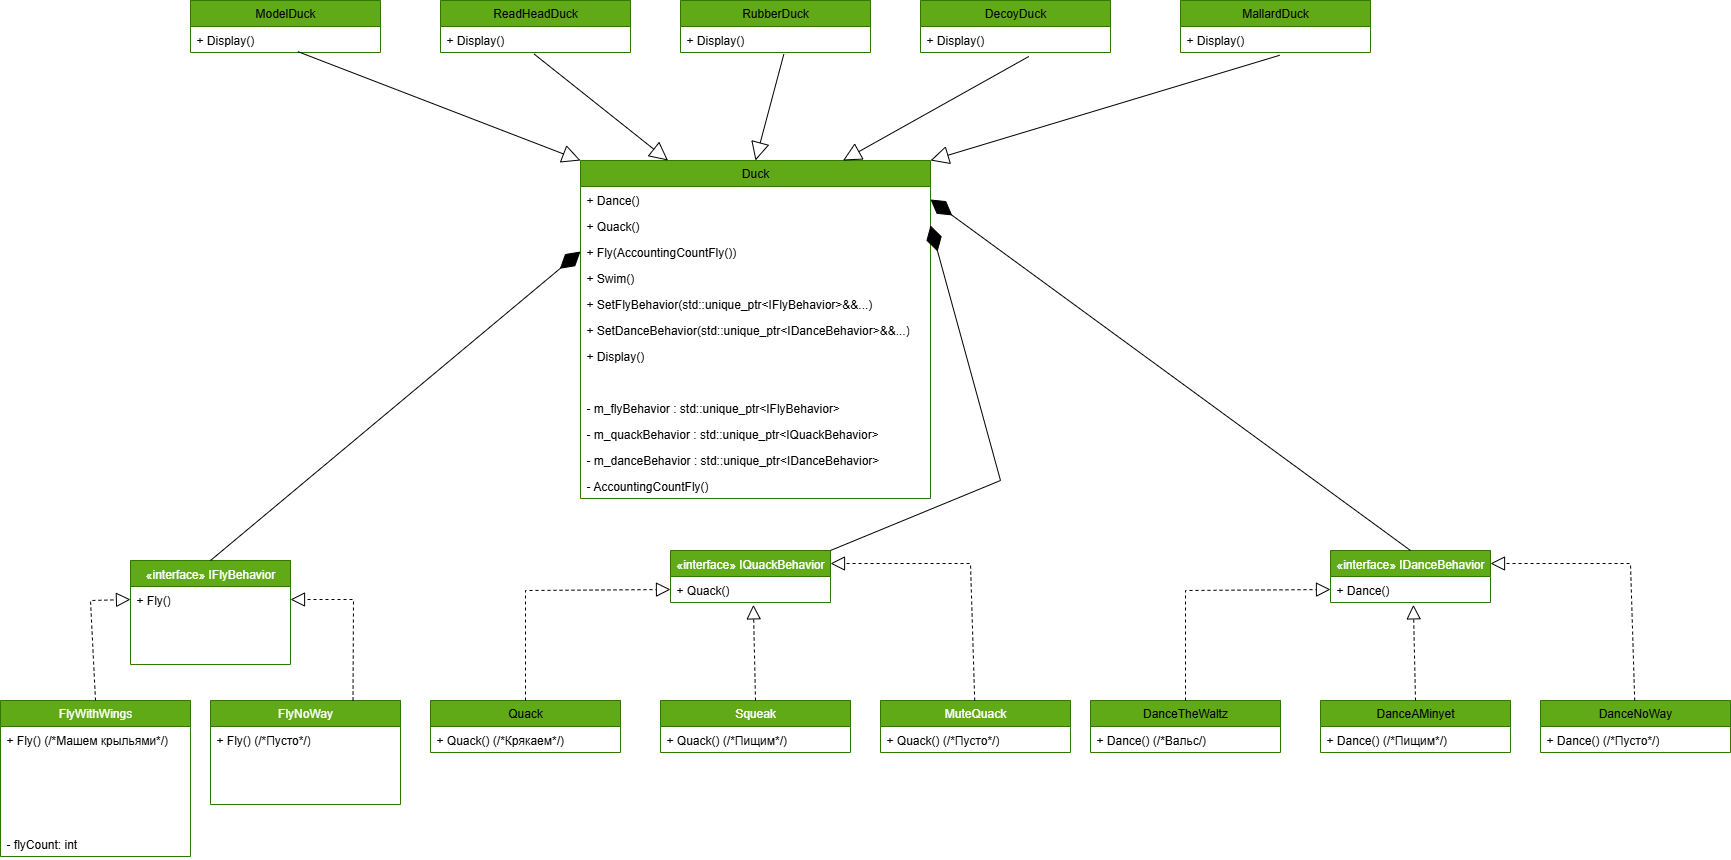 ModelDuck
+ Display()
ReadHeadDuck
+ Display()
RubberDuck
+ Display()
DecoyDuck
+ Display()
MallardDuck
+ Display()
Duck
+ Dance()
+ Quack()
+ Fly(AccountingCountFly())
+ Swim()
+ SetFlyBehavior(std::unique_ptr<IFlyBehavior>&&...)
+ SetDanceBehavior(std::unique_ptr<IDanceBehavior>&&...)
+ Display()
- m_flyBehavior : std::unique_ptr<IFlyBehavior>
- m_quackBehavior : std::unique_ptr<IQuackBehavior>
- m_danceBehavior : std::unique_ptr<IDanceBehavior>
- AccountingCountFly()
«interface» IFlyBehavior
+ Fly()
«interface» IQuackBehavior
+ Quack()
«interface» IDanceBehavior
+ Dance()
FlyWithWings
+ Fly() (/*Машем крыльями*/)
- flyCount: int
FlyNoWay
+ Fly() (/*Пусто*/)
Quack
+ Quack() (/*Крякаем*/)
Squeak
+ Quack() (/*Пищим*/)
MuteQuack
+ Quack() (/*Пусто*/)
DanceTheWaltz
+ Dance() (/*Вальс/)
DanceAMinyet
+ Dance() (/*Пищим*/)
DanceNoWay
+ Dance() (/*Пусто*/)